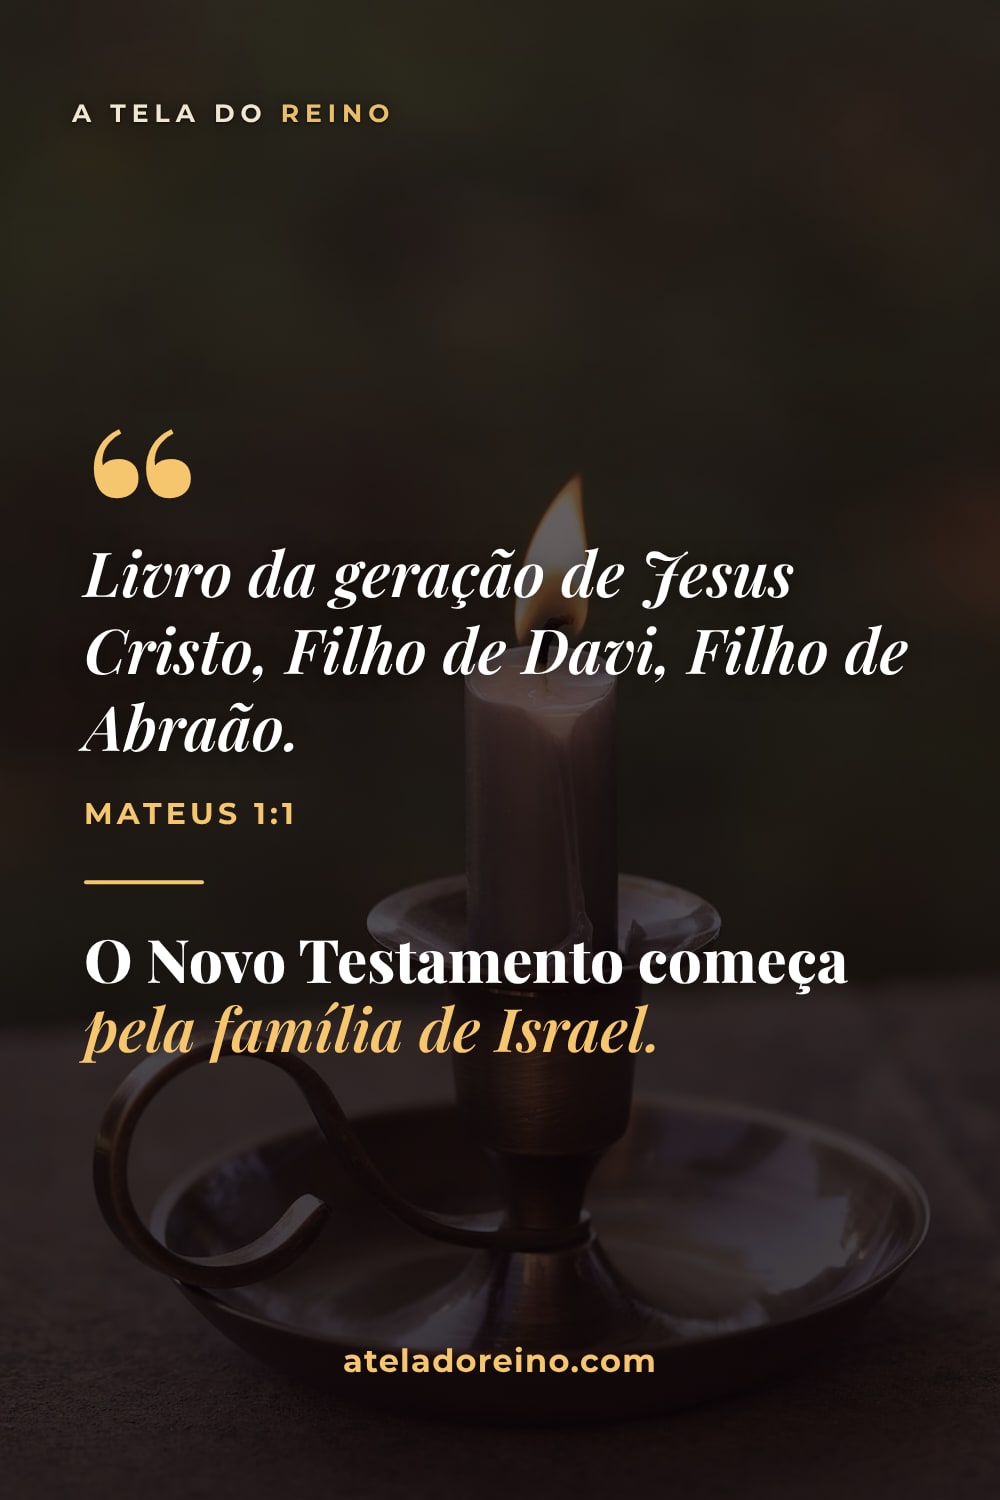 A TELA DO REINO
“
Livro da geração de Jesus
Cristo, Filho de Davi, Filho de
Abraão.
MATEUS 1:1
O Novo Testamento começa
pela família de Israel.
ateladoreino.com